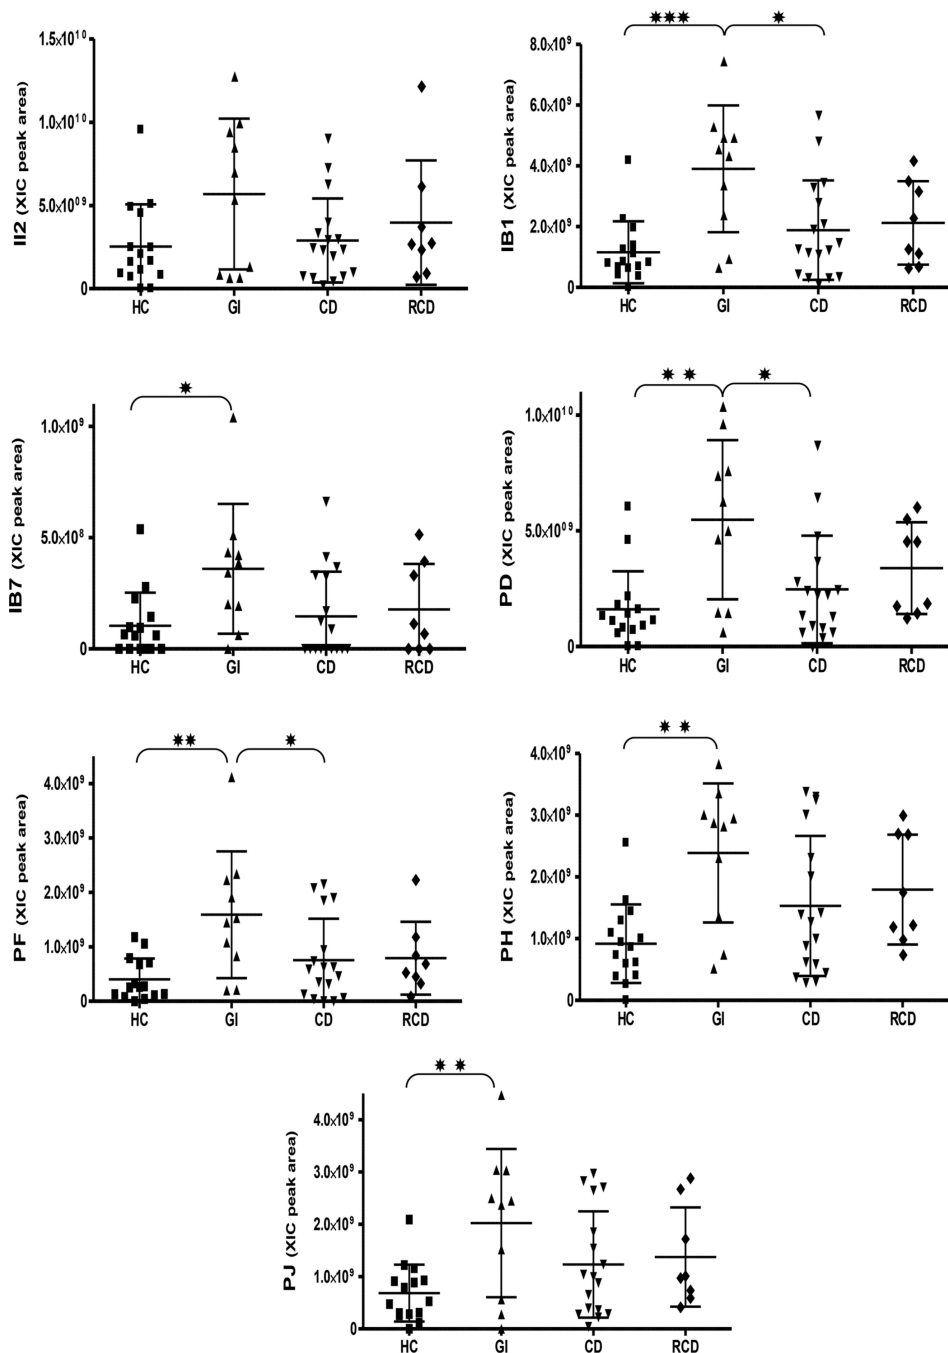 II2 (XIC peak area)
1.5x10¹⁰
1.0x10¹⁰
5.0x10⁰⁹
0
HC GI CD RCD
✷✷✷ ✷
IB1 (XIC peak area)
8.0x10⁹
6.0x10⁹
4.0x10⁹
2.0x10⁹
0
HC GI CD RCD
✷
IB7 (XIC peak area)
1.0x10⁹
5.0x10⁸
0
HC GI CD RCD
✷ ✷ ✷
PD (XIC peak area)
1.0x10¹⁰
5.0x10⁰⁹
0
HC GI CD RCD
✷✷ ✷
PF (XIC peak area)
4.0x10⁹
3.0x10⁹
2.0x10⁹
1.0x10⁹
0
HC GI CD RCD
✷ ✷
PH (XIC peak area)
4.0x10⁹
3.0x10⁹
2.0x10⁹
1.0x10⁹
0
HC GI CD RCD
✷ ✷
PJ (XIC peak area)
4.0x10⁹
3.0x10⁹
2.0x10⁹
1.0x10⁹
0
HC GI CD RCD